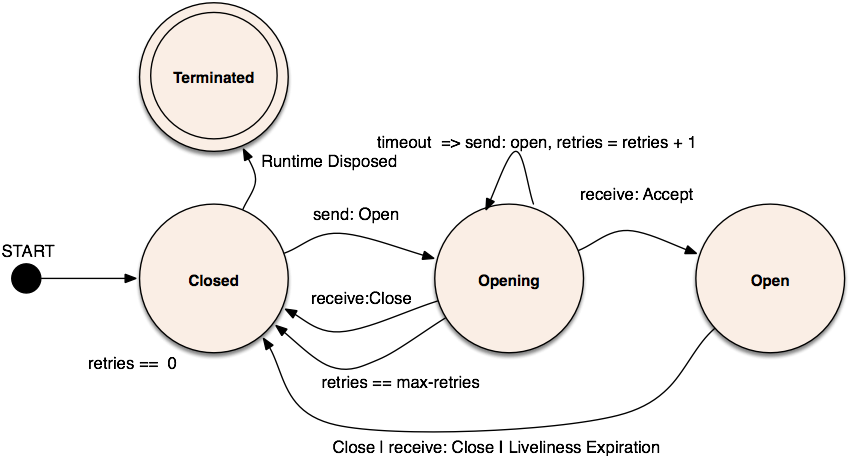 Terminated
timeout => send: open, retries = retries + 1
Runtime Disposed
receive: Accept
send: Open
START
Closed
Opening
Open
receive:Close
retries == 0
retries == max-retries
Close | receive: Close | Liveliness Expiration